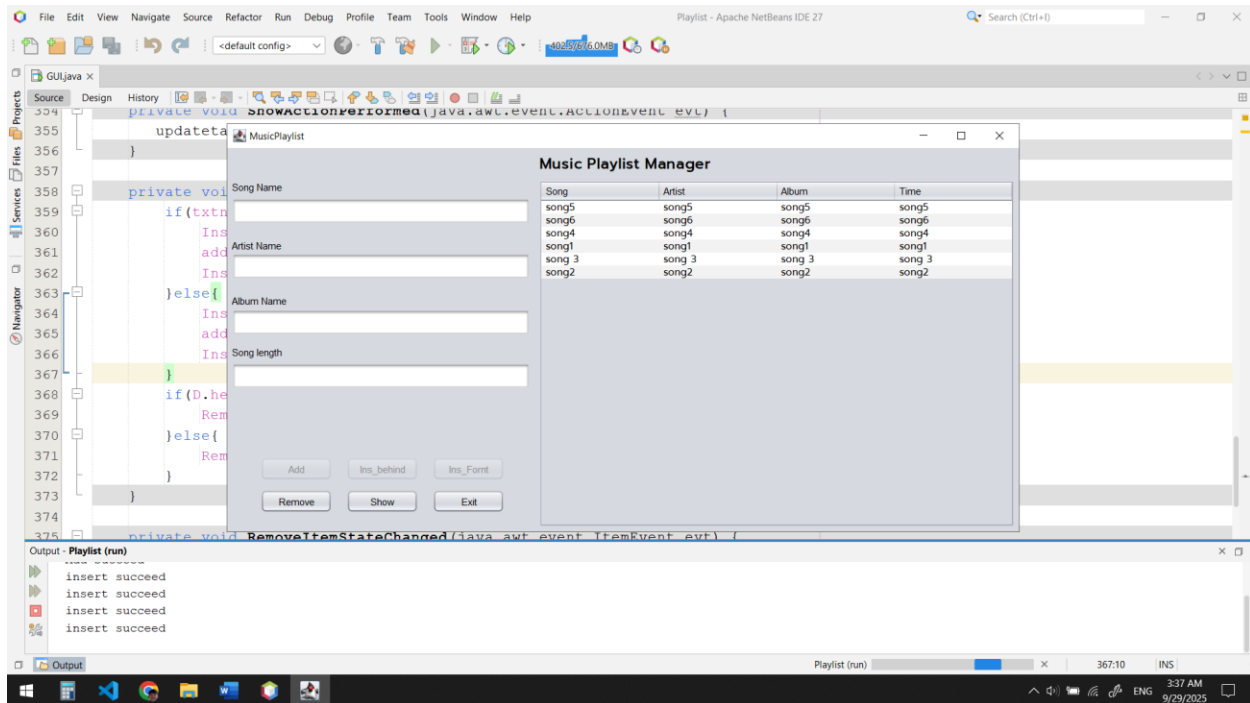 File Edit View Navigate Source Refactor Run Debug Profile Team Tools Window Help
Playlist - Apache NetBeans IDE 27
Search (Ctrl+I)
<default config>
402.5/676.0MB
GUI.java
Source Design History
Projects
Files
Services
Navigator
354 private void ShowActionPerformed(java.awt.event.ActionEvent evt) {
355 updateta
356 }
357
358 private voi
359 if(txtn
360 Ins
361 add
362 Ins
363 }else{
364 Ins
365 add
366 Ins
367 }
368 if(D.he
369 Rem
370 }else{
371 Rem
372 }
373 }
374
375 private void RemoveItemStateChanged(java.awt.event.ItemEvent evt) {
MusicPlaylist
Music Playlist Manager
Song Name
Artist Name
Album Name
Song length
Add Ins_behind Ins_Fornt
Remove Show Exit
Song Artist Album Time
song5 song5 song5 song5
song6 song6 song6 song6
song4 song4 song4 song4
song1 song1 song1 song1
song 3 song 3 song 3 song 3
song2 song2 song2 song2
Output - Playlist (run)
insert succeed
insert succeed
insert succeed
insert succeed
Output
Playlist (run)
367:10 INS
ENG
3:37 AM
9/29/2025